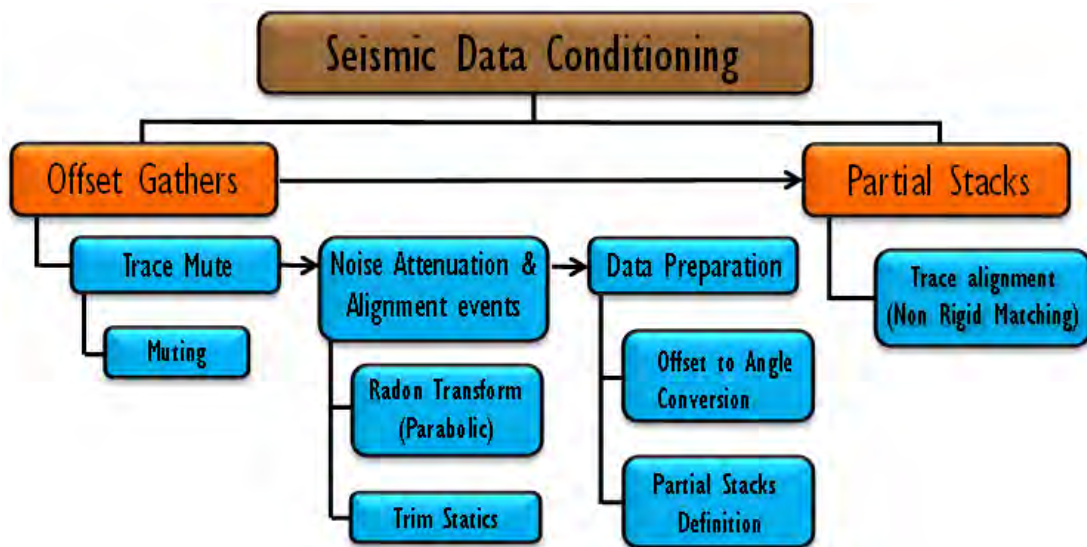 Seismic Data Conditioning
Offset Gathers
Partial Stacks
Trace Mute
Noise Attenuation &
Alignment events
Data Preparation
Trace alignment
(Non Rigid Matching)
Muting
Radon Transform
(Parabolic)
Offset to Angle
Conversion
Trim Statics
Partial Stacks
Definition